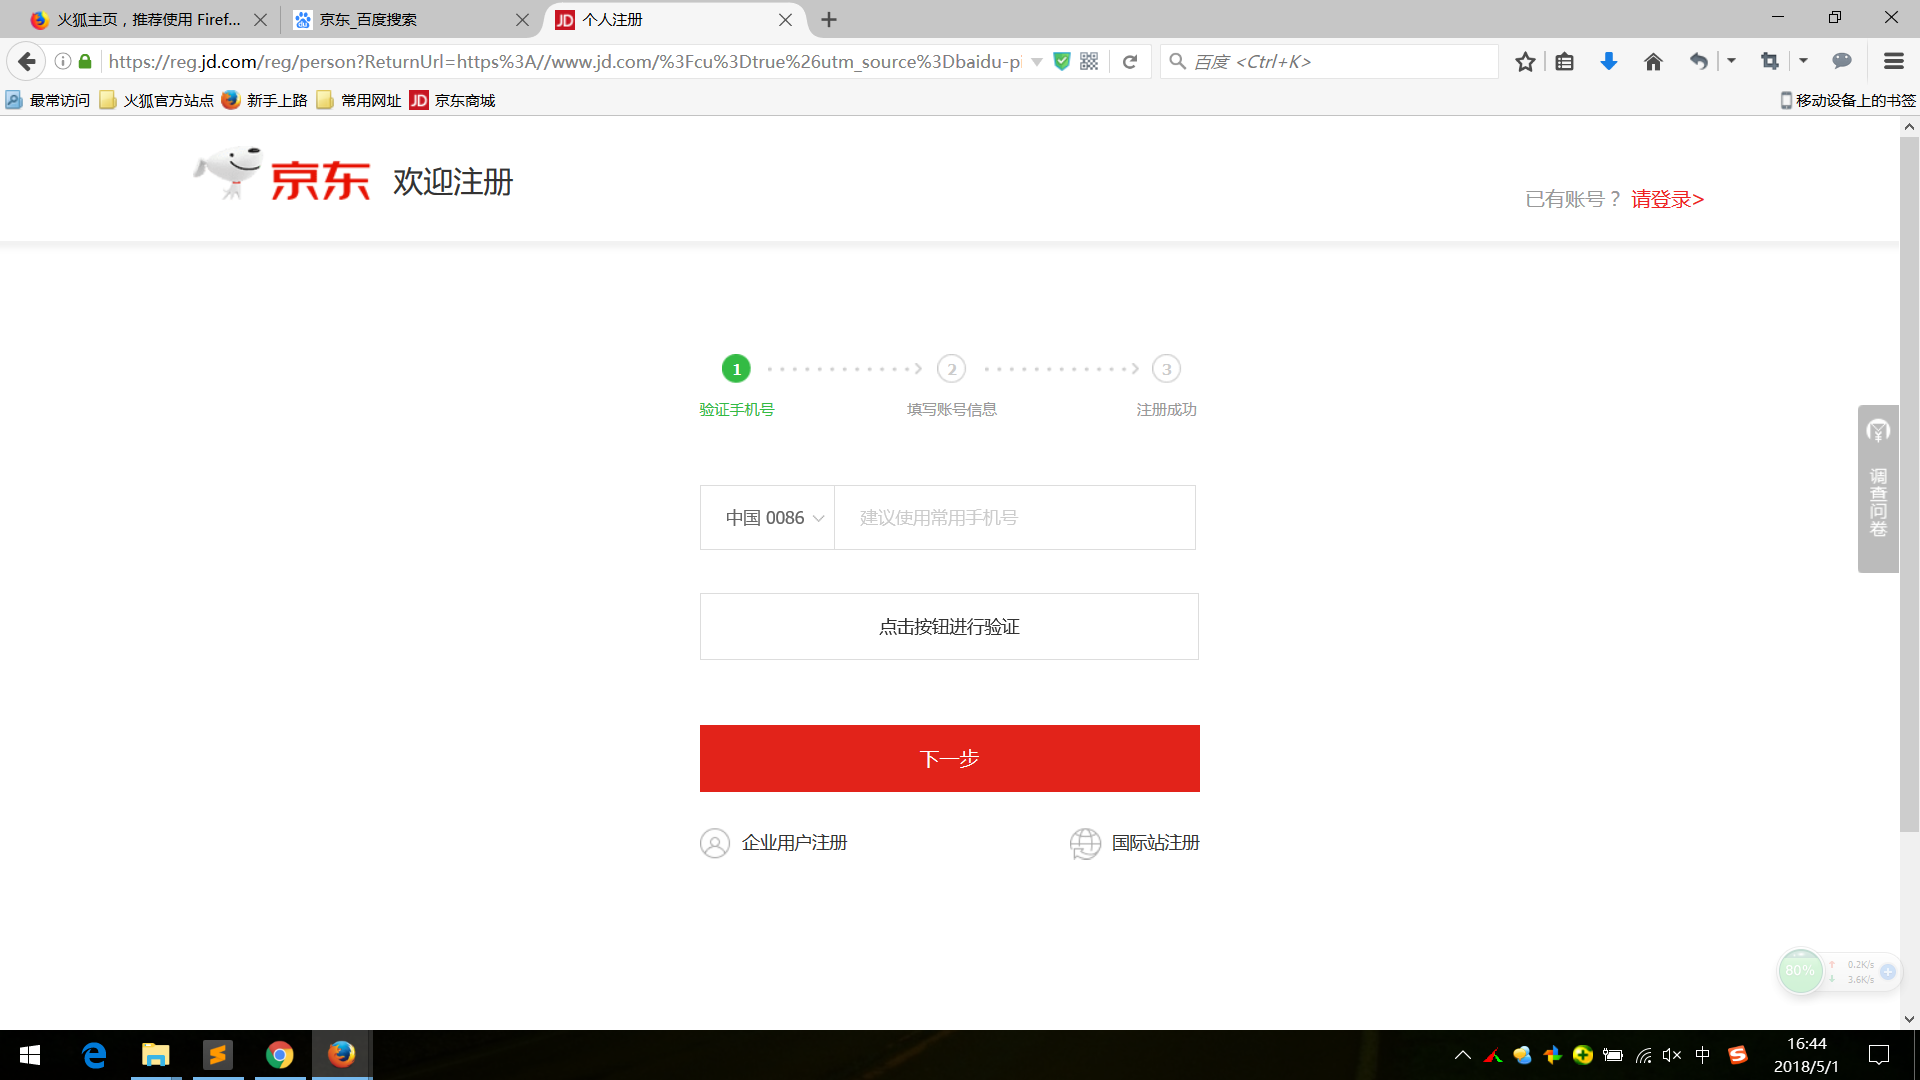 火狐主页，推荐使用 Firef...
京东_百度搜索
JD 个人注册
https://reg.jd.com/reg/person?ReturnUrl=https%3A//www.jd.com/%3Fcu%3Dtrue%26utm_source%3Dbaidu-p
百度 <Ctrl+K>
最常访问 火狐官方站点 新手上路 常用网址 JD 京东商城
移动设备上的书签
京东 欢迎注册
已有账号？ 请登录>
1 2 3
验证手机号 填写账号信息 注册成功
中国 0086 建议使用常用手机号
调查问卷
点击按钮进行验证
下一步
企业用户注册 国际站注册
80% 0.2K/s
3.6K/s
中 16:44
2018/5/1